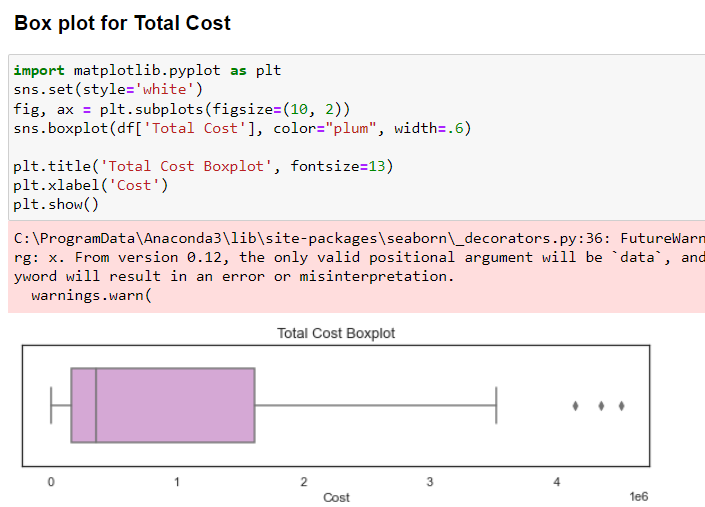 Box plot for Total Cost
import matplotlib.pyplot as plt
sns.set(style='white')
fig, ax = plt.subplots(figsize=(10, 2))
sns.boxplot(df['Total Cost'], color="plum", width=.6)
plt.title('Total Cost Boxplot', fontsize=13)
plt.xlabel('Cost')
plt.show()
C:\ProgramData\Anaconda3\lib\site-packages\seaborn\_decorators.py:36: FutureWarn
rg: x. From version 0.12, the only valid positional argument will be `data`, and
yword will result in an error or misinterpretation.
warnings.warn(
Total Cost Boxplot
0 1 2 3 4
Cost
1e6